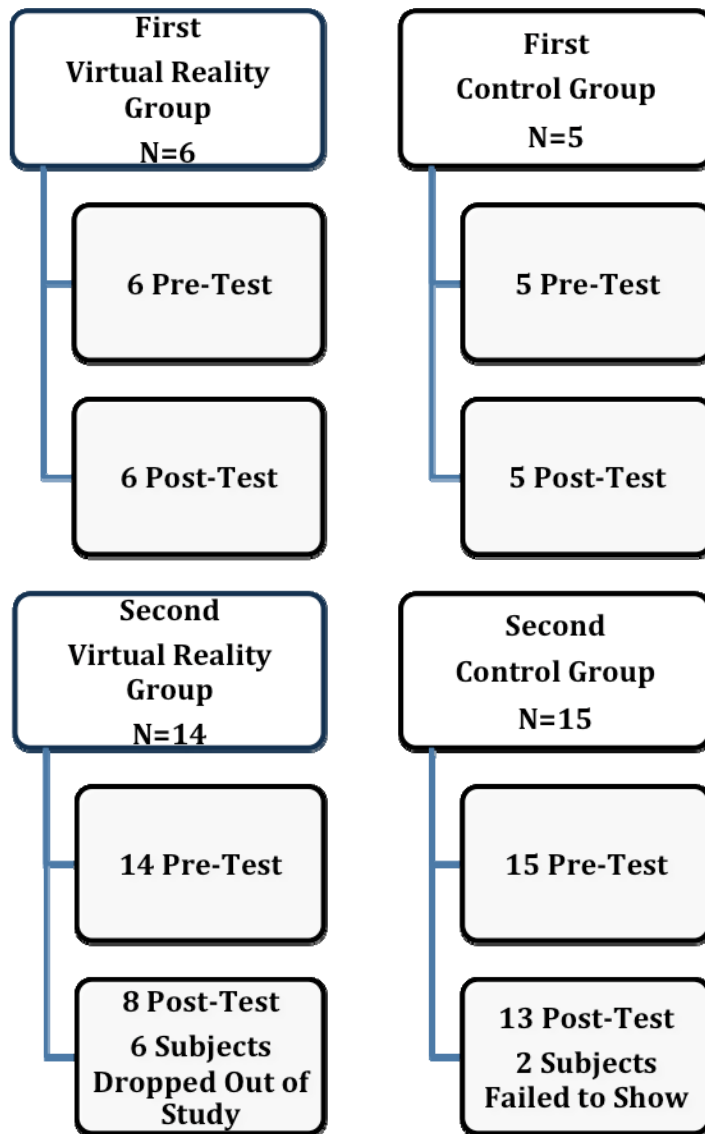 First
Virtual Reality
Group
N=6
First
Control Group
N=5
6 Pre-Test
5 Pre-Test
6 Post-Test
5 Post-Test
Second
Virtual Reality
Group
N=14
Second
Control Group
N=15
14 Pre-Test
15 Pre-Test
8 Post-Test
6 Subjects
Dropped Out of
Study
13 Post-Test
2 Subjects
Failed to Show